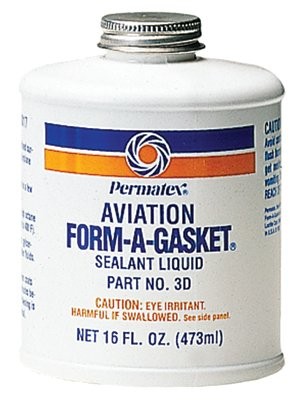 Permatex®
AVIATION
FORM-A-GASKET®
SEALANT LIQUID
PART NO. 3D
CAUTION: EYE IRRITANT.
HARMFUL IF SWALLOWED. See side panel.
NET 16 FL. OZ. (473ml)
CAUTION